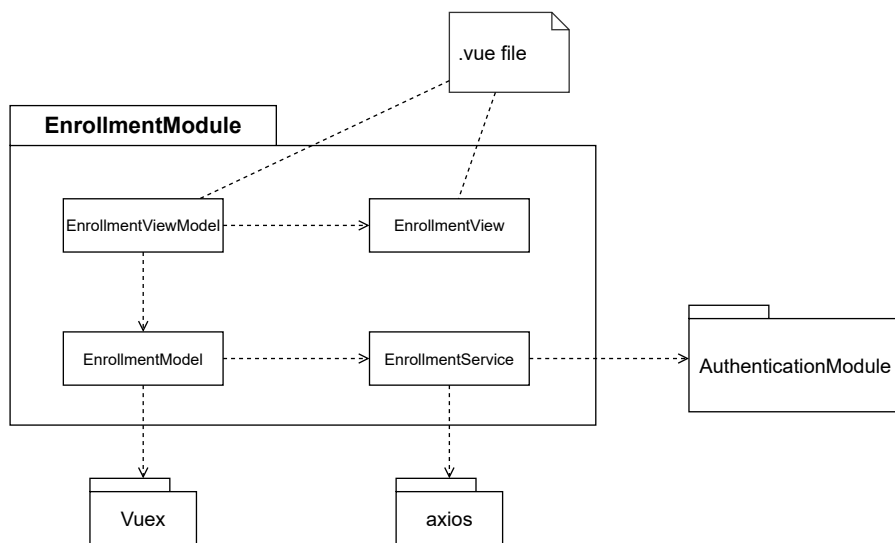 .vue file
EnrollmentModule
EnrollmentViewModel
EnrollmentView
EnrollmentModel
EnrollmentService
AuthenticationModule
Vuex
axios